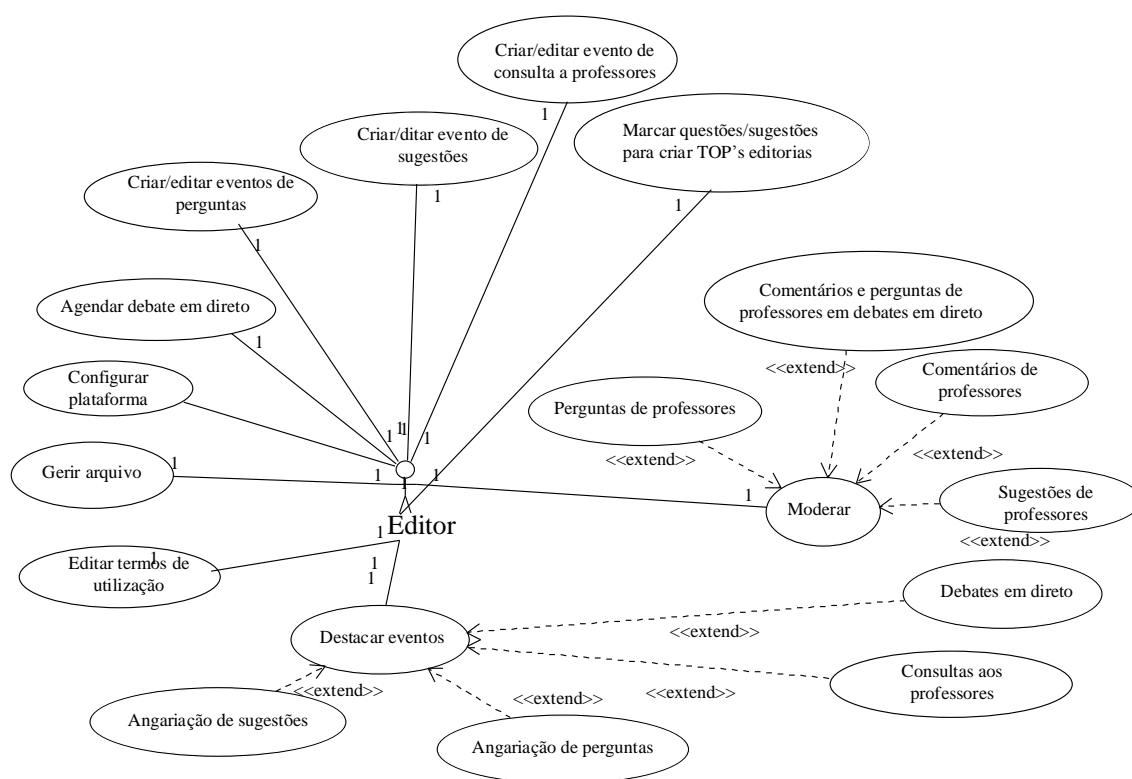 Criar/editar evento de
consulta a professores
1
Criar/ditar evento de
sugestões
1
Marcar questões/sugestões
para criar TOP's editorias
1
Criar/editar eventos de
perguntas
1
Agendar debate em direto
1
Configurar
plataforma
Gerir arquivo
1
1
1
1
1
1
1
1
1
Editor
Comentários e perguntas de
professores em debates em direto
<<extend>>
Comentários de
professores
<<extend>>
Perguntas de professores
<<extend>>
1
Moderar
Sugestões de
professores
<<extend>>
Editar termos de
utilização
1
1
1
1
Destacar eventos
Debates em direto
<<extend>>
Consultas aos
professores
<<extend>>
Angariação de sugestões
<<extend>>
Angariação de perguntas
<<extend>>